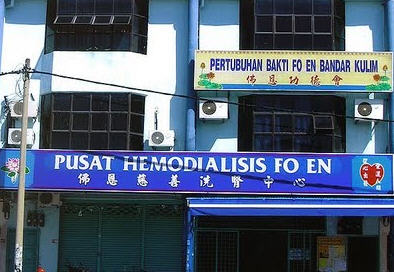 PERTUBUHAN BAKTI FO EN BANDAR KULIM
佛恩功德會
PUSAT HEMODIALISIS FO EN
佛恩慈善洗腎中心